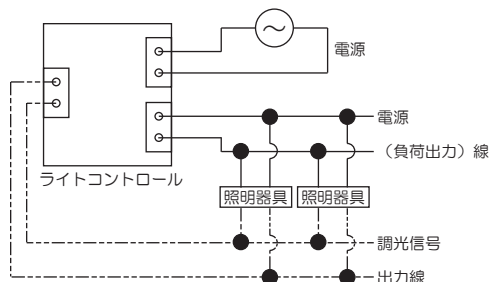 電源
電源
(負荷出力)線
ライトコントロール
照明器具 照明器具
調光信号
出力線